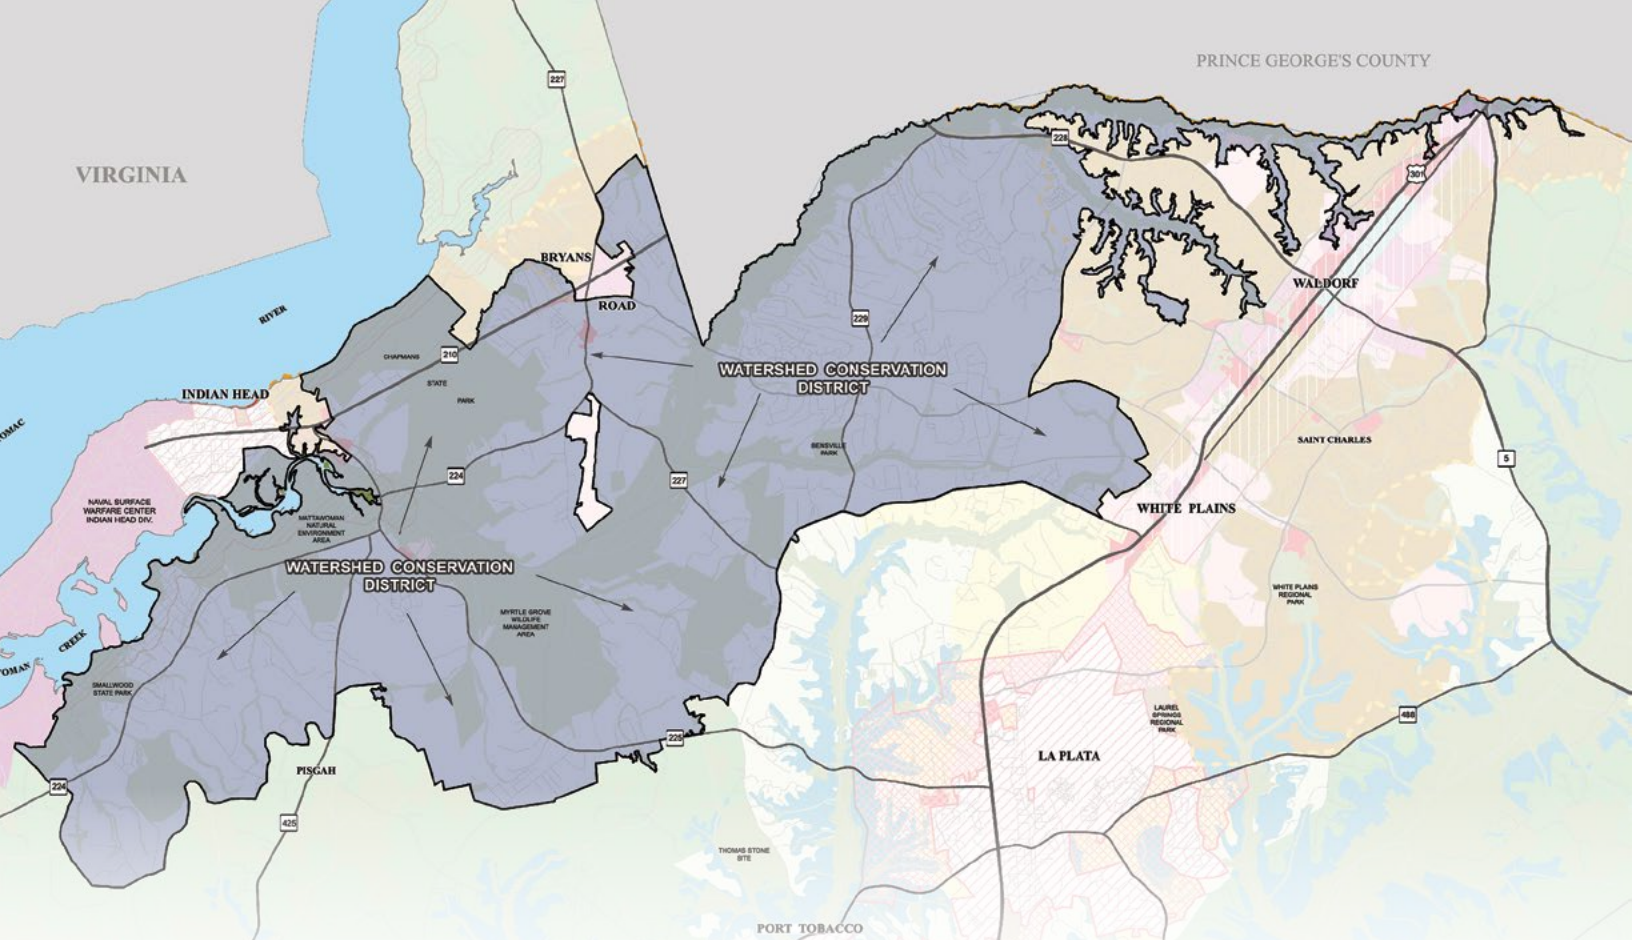 PRINCE GEORGE'S COUNTY
227
228
301
VIRGINIA
BRYANS
ROAD
WALDORF
RIVER
229
CHAPMANS
210
STATE
PARK
WATERSHED CONSERVATION
DISTRICT
INDIAN HEAD
OMAC
SAINT CHARLES
BENSVILLE
PARK
5
224
227
NAVAL SURFACE
WARFARE CENTER
INDIAN HEAD DIV.
WHITE PLAINS
MATTAWOMAN
NATURAL
ENVIRONMENT
AREA
WATERSHED CONSERVATION
DISTRICT
WHITE PLAINS
REGIONAL
PARK
MYRTLE GROVE
WILDLIFE
MANAGEMENT
AREA
CREEK
OMAN
SMALLWOOD
STATE PARK
LAUREL
SPRINGS
REGIONAL
PARK
488
225
LA PLATA
PISGAH
224
425
THOMAS STONE
SITE
PORT TOBACCO